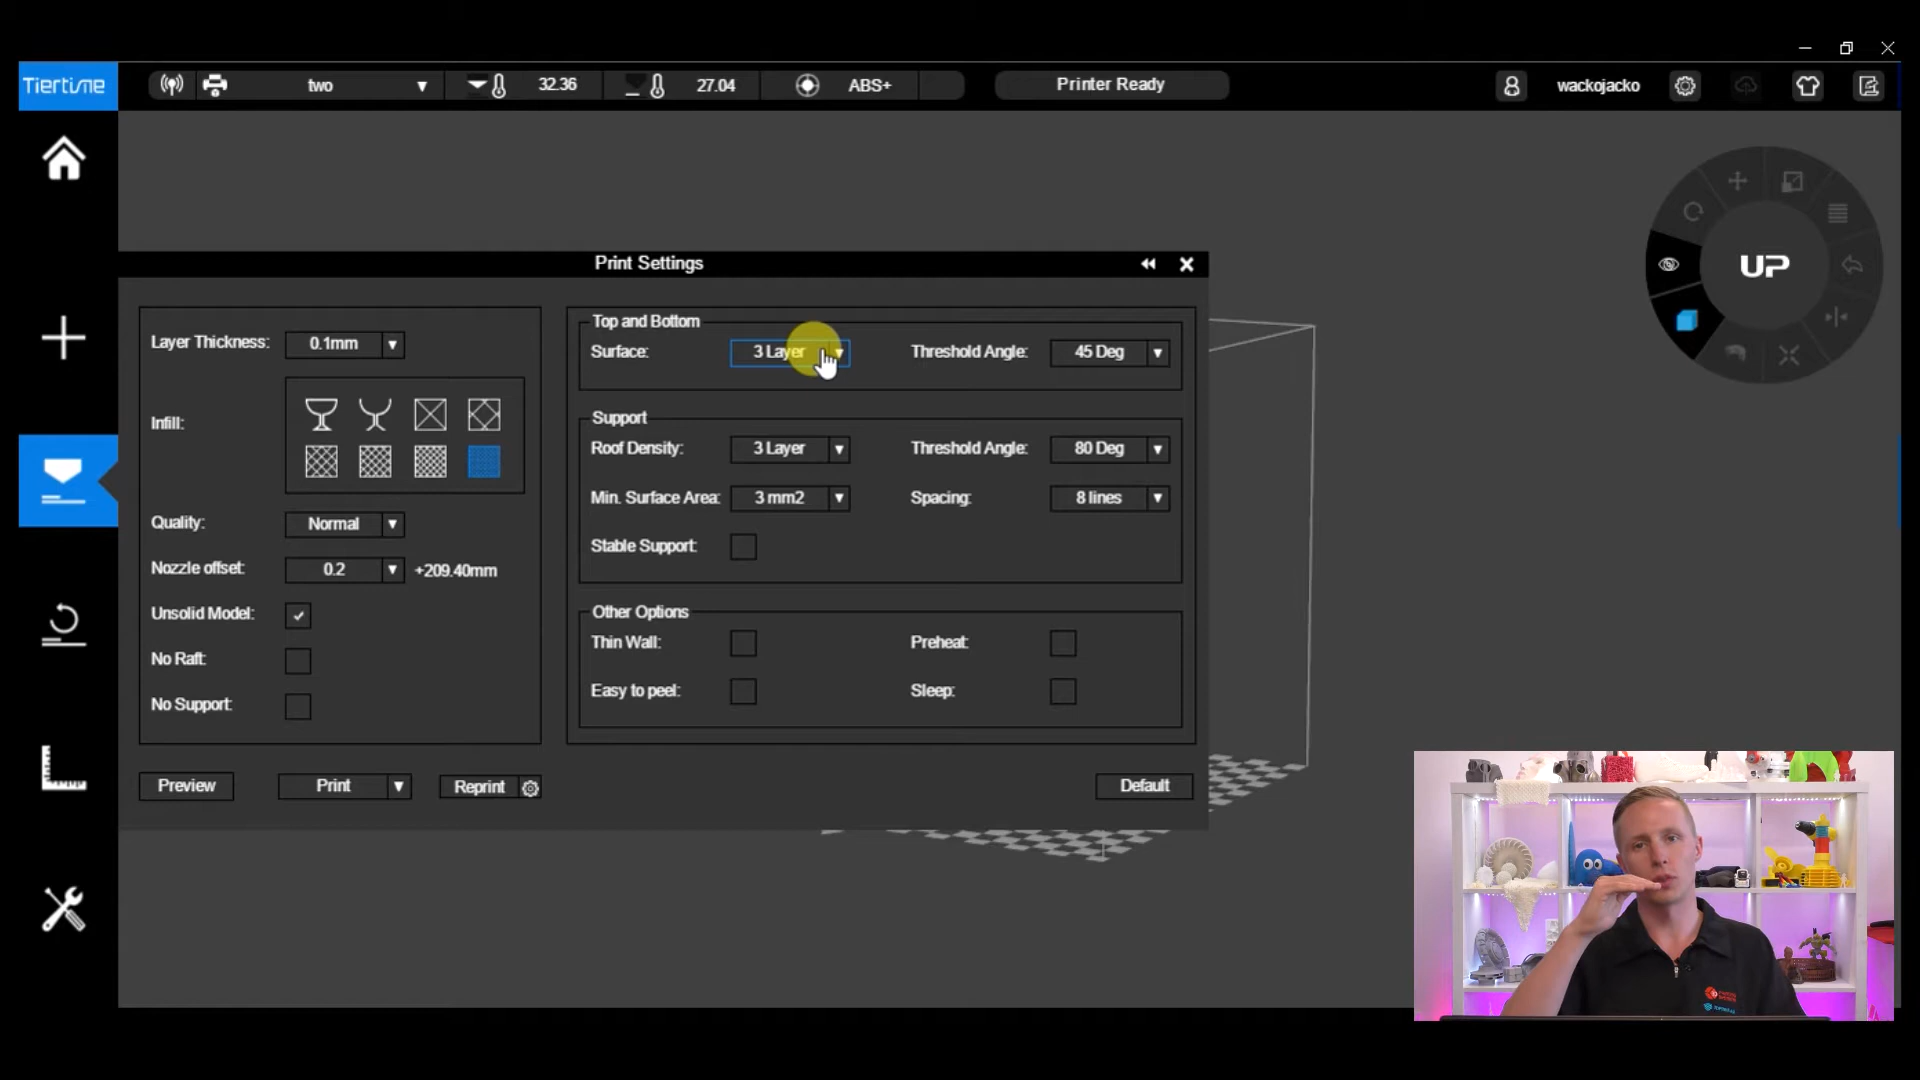 Tiertime
two
32.36
27.04
ABS+
Printer Ready
wackojacko
UP
Print Settings
Layer Thickness: 0.1mm
Infill:
Quality: Normal
Nozzle offset: 0.2 +209.40mm
Unsolid Model:
No Raft:
No Support:
Top and Bottom
Surface: 3 Layer Threshold Angle: 45 Deg
Support
Roof Density: 3 Layer Threshold Angle: 80 Deg
Min. Surface Area: 3 mm2 Spacing: 8 lines
Stable Support:
Other Options
Thin Wall: Preheat:
Easy to peel: Sleep:
Preview Print Reprint Default